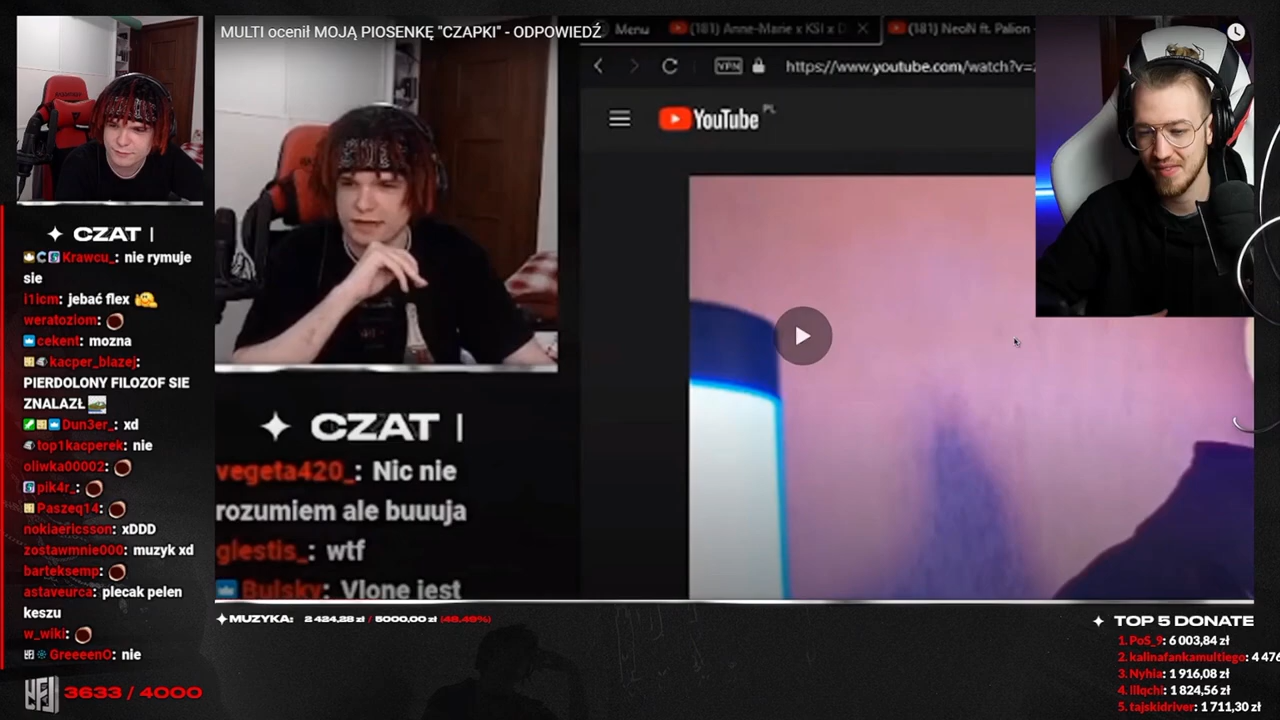 MULTI ocenił MOJĄ PIOSENKĘ "CZAPKI" - ODPOWIEDŹ
Menu
(181) Anne-Marie x KSI x D
(181) NeoN ft. Palion -
VPN
https://www.youtube.com/watch?v=
YouTube PL
CZAT |
Krawcu_: nie rymuje
sie
i1icm: jebać flex
weratoziom:
cekent: mozna
kacper_blazej:
PIERDOLONY FILOZOF SIE
ZNALAZŁ
Dun3er_: xd
top1kacperek: nie
oliwka00002:
pik4r_:
Paszeq14:
nokiaericsson: xDDD
zostawmnie000: muzyk xd
barteksemp:
astaveurca: plecak pelen
keszu
w_wiki:
GreeeenO: nie
3633 / 4000
CZAT |
vegeta420_: Nic nie
rozumiem ale buuuja
glestis_: wtf
Bulsky: Vlone jest
MUZYKA: 2 424,28 zł / 5000,00 zł (48.49%)
TOP 5 DONATE
1. PoS_9: 6 003,84 zł
2. kalinafankamultiego: 4 476
3. Nyhia: 1 916,08 zł
4. lllqchi: 1 824,56 zł
5. tajskidriver: 1 711,30 zł